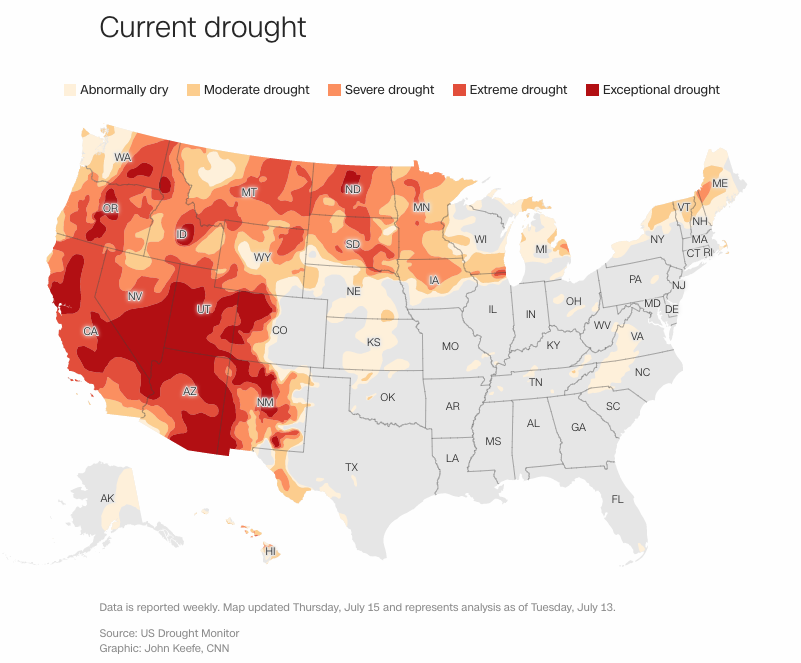 Current drought
Abnormally dry Moderate drought Severe drought Extreme drought Exceptional drought
WA
MT
ND
ME
OR
MN
VT
NH
ID
SD
WI
MI
NY
MA
WY
CT RI
IA
PA
NV
NE
NJ
UT
IL
IN
OH
MD
DE
CA
CO
WV
VA
KS
MO
KY
NC
AZ
NM
OK
TN
AR
SC
MS
AL
GA
LA
TX
AK
FL
HI
Data is reported weekly. Map updated Thursday, July 15 and represents analysis as of Tuesday, July 13.
Source: US Drought Monitor
Graphic: John Keefe, CNN